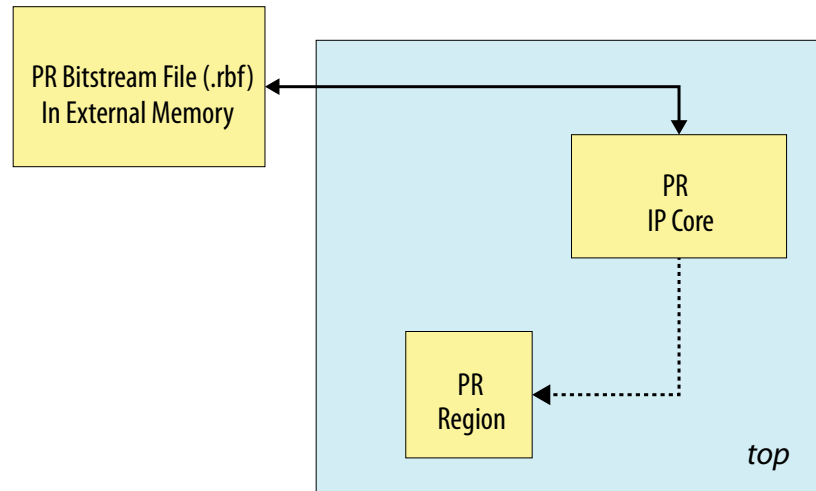 PR Bitstream File (.rbf)
In External Memory
PR
IP Core
PR
Region
top